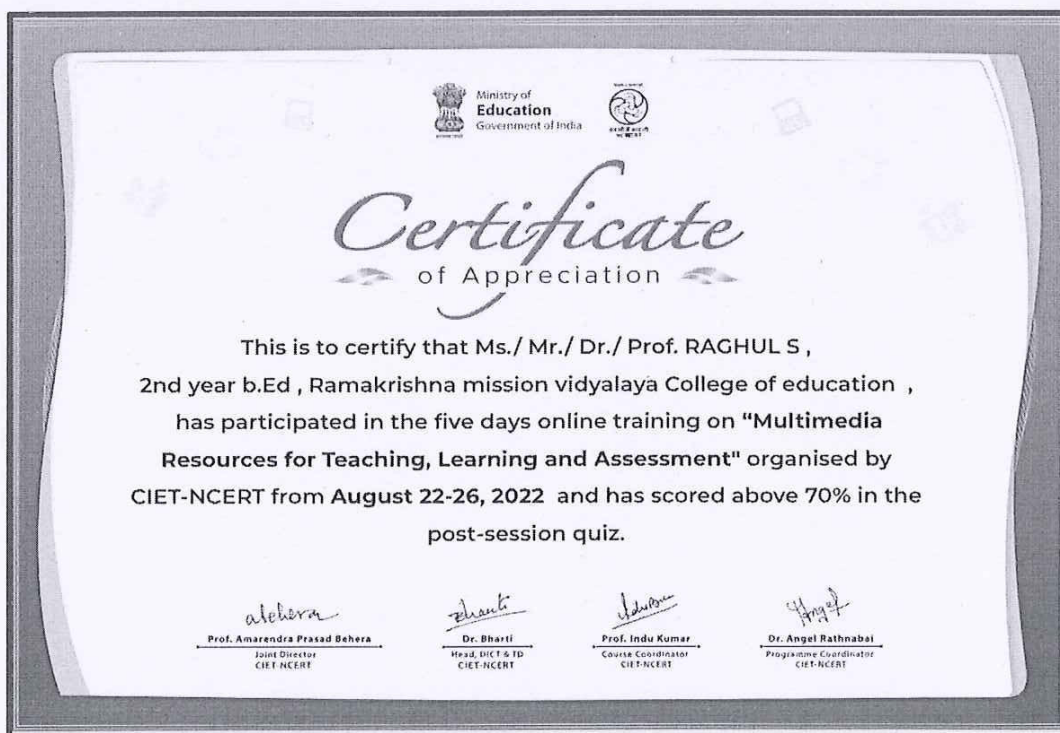 Ministry of
Education
Government of India
Certificate
of Appreciation
This is to certify that Ms./ Mr./ Dr./ Prof. RAGHUL S ,
2nd year b.Ed , Ramakrishna mission vidyalaya College of education ,
has participated in the five days online training on "Multimedia
Resources for Teaching, Learning and Assessment" organised by
CIET-NCERT from August 22-26, 2022 and has scored above 70% in the
post-session quiz.
Prof. Amarendra Prasad Behera
Joint Director
CIET-NCERT
Dr. Bharti
Head, DICT & TD
CIET-NCERT
Prof. Indu Kumar
Course Coordinator
CIET-NCERT
Dr. Angel Rathnabai
Programme Coordinator
CIET-NCERT